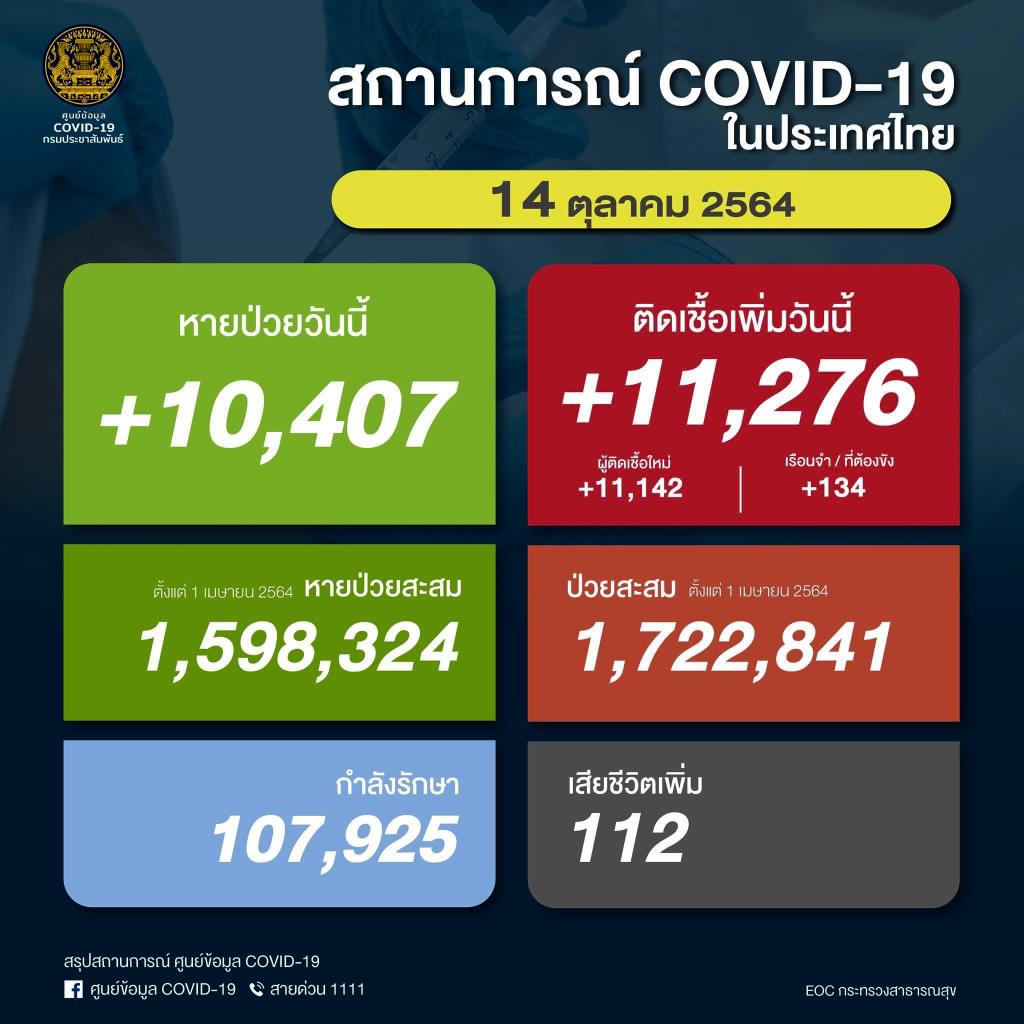 ศูนย์ข้อมูล
COVID-19
กรมประชาสัมพันธ์
สถานการณ์ COVID-19
ในประเทศไทย
14 ตุลาคม 2564
หายป่วยวันนี้
+10,407
ติดเชื้อเพิ่มวันนี้
+11,276
ผู้ติดเชื้อใหม่
+11,142
เรือนจำ / ที่ต้องขัง
+134
ตั้งแต่ 1 เมษายน 2564 หายป่วยสะสม
1,598,324
ป่วยสะสม ตั้งแต่ 1 เมษายน 2564
1,722,841
กำลังรักษา
107,925
เสียชีวิตเพิ่ม
112
สรุปสถานการณ์ ศูนย์ข้อมูล COVID-19
ศูนย์ข้อมูล COVID-19 สายด่วน 1111
EOC กระทรวงสาธารณสุข